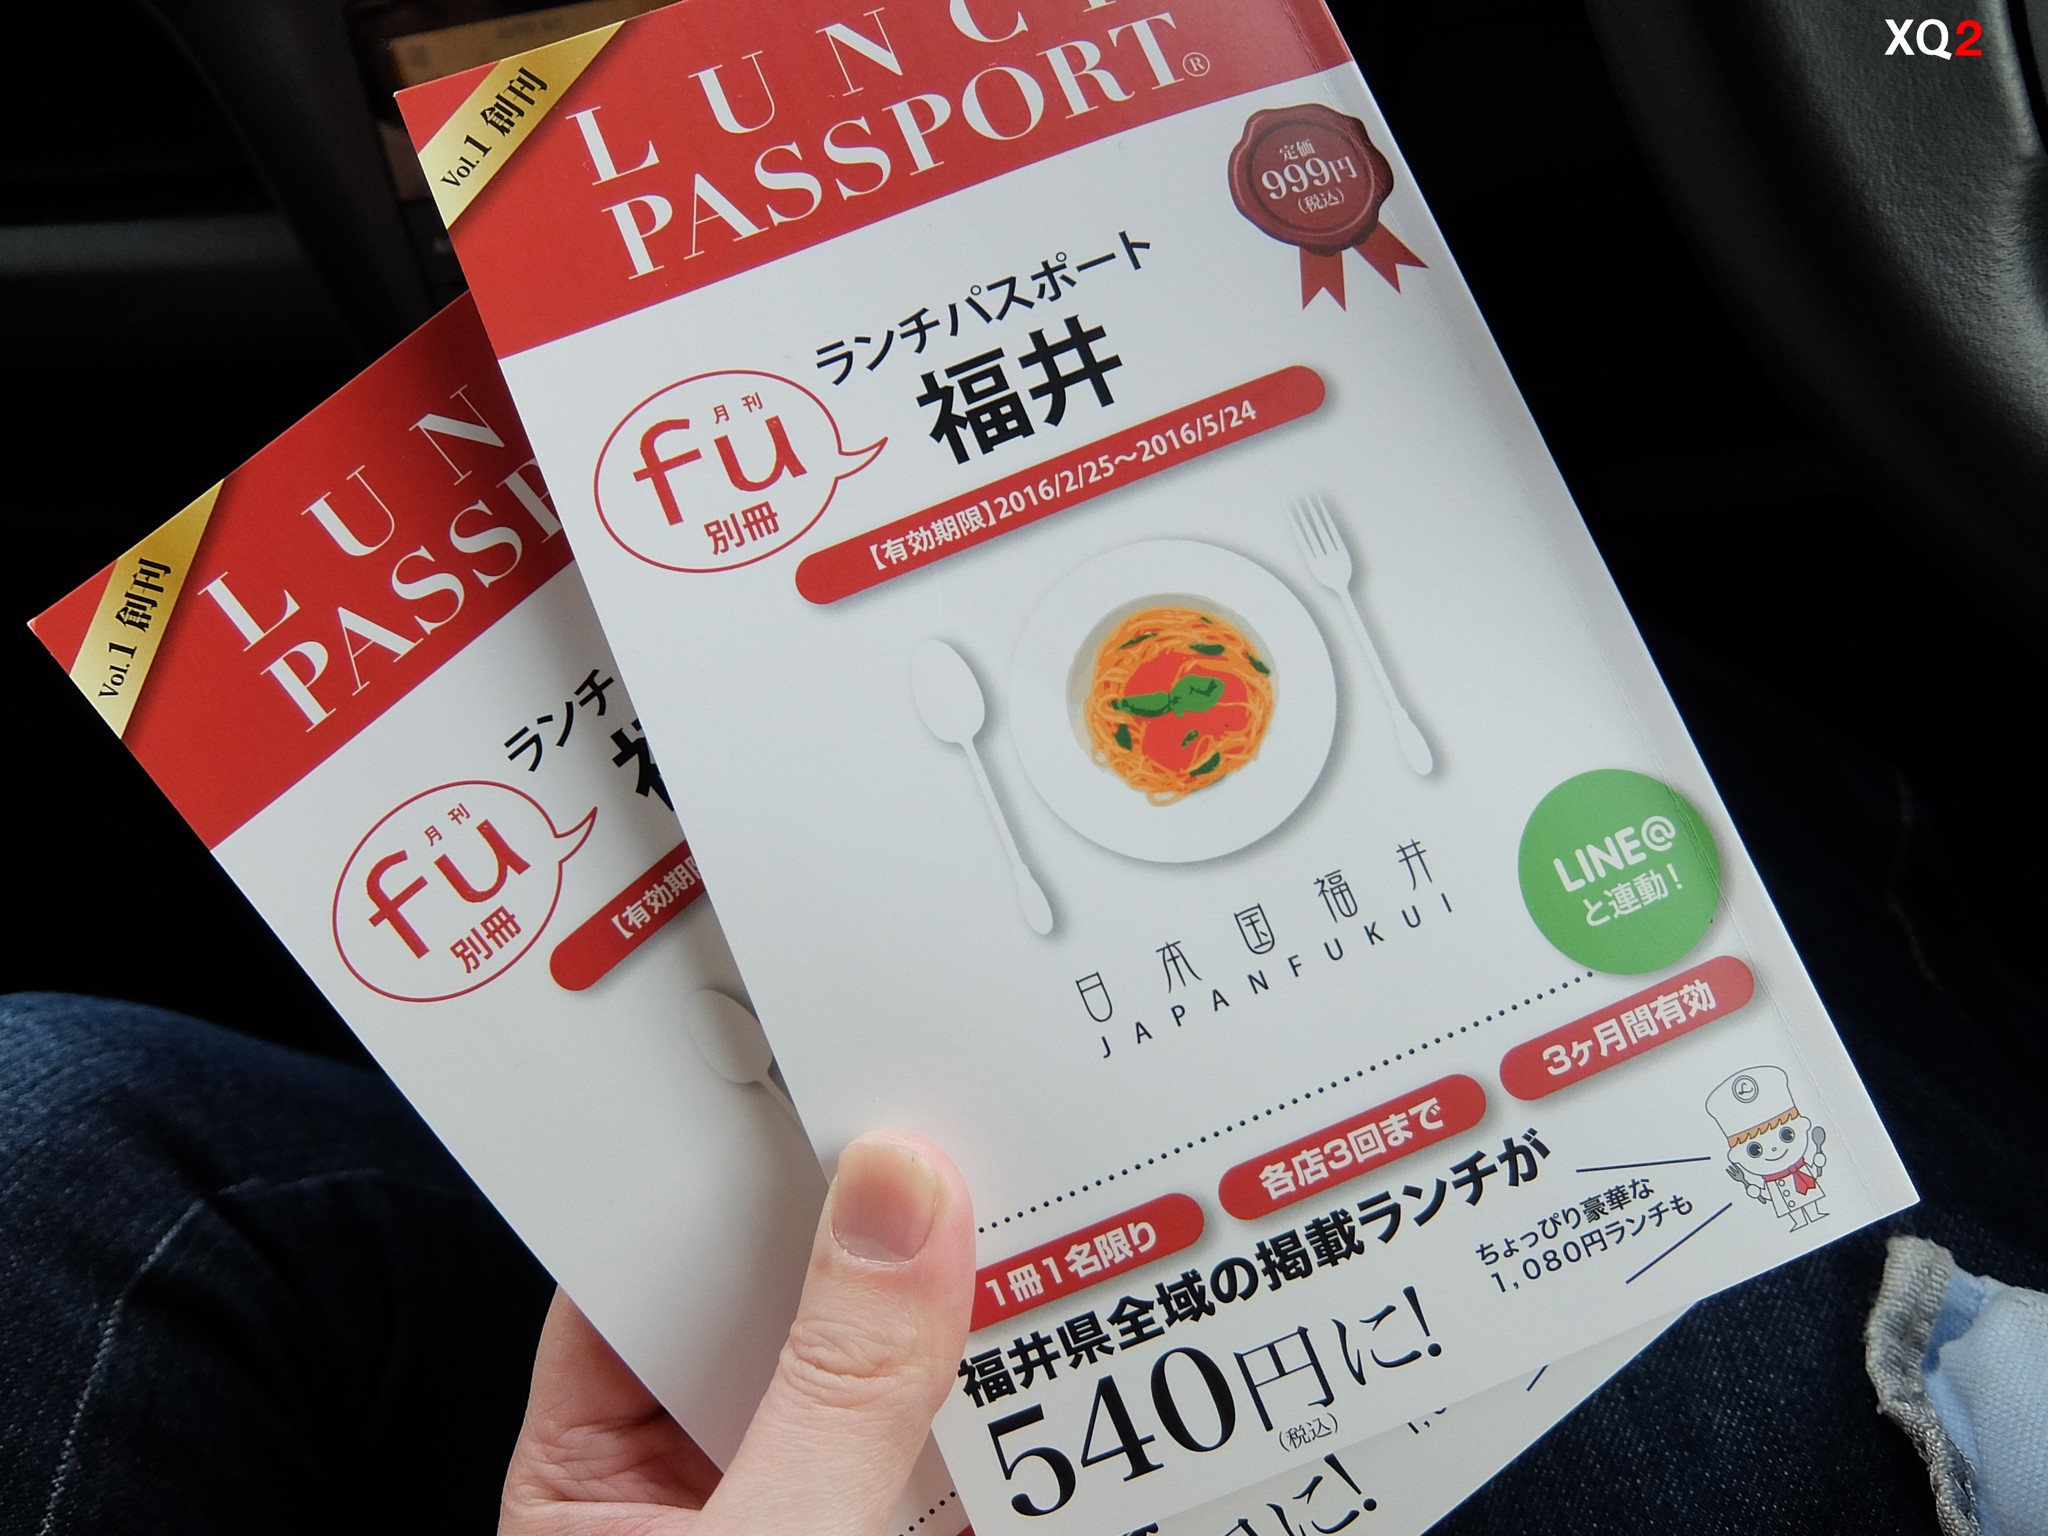 XQ2
Vol.1 創刊
LUNCH
PASSPORT®
定価
999円
(税込)
ランチパスポート
福井
月刊
fu
別冊
【有効期限】2016/2/25～2016/5/24
日本国福井
JAPANFUKUI
LINE@
と連動！
3ヶ月間有効
各店3回まで
1冊1名限り
福井県全域の掲載ランチが
540円に!
(税込)
ちょっぴり豪華な
1,080円ランチも
Vol.1 創刊
LUN
PASSP
ランチ
月刊
fu
別冊
【有効期限
円に!